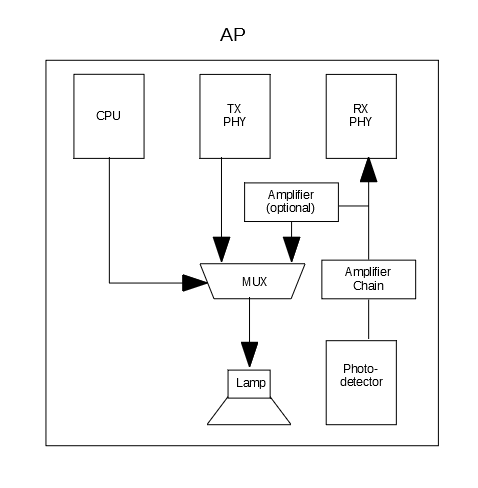 AP
CPU
TX
PHY
RX
PHY
Amplifier
(optional)
MUX
Amplifier
Chain
Lamp
Photo-
detector